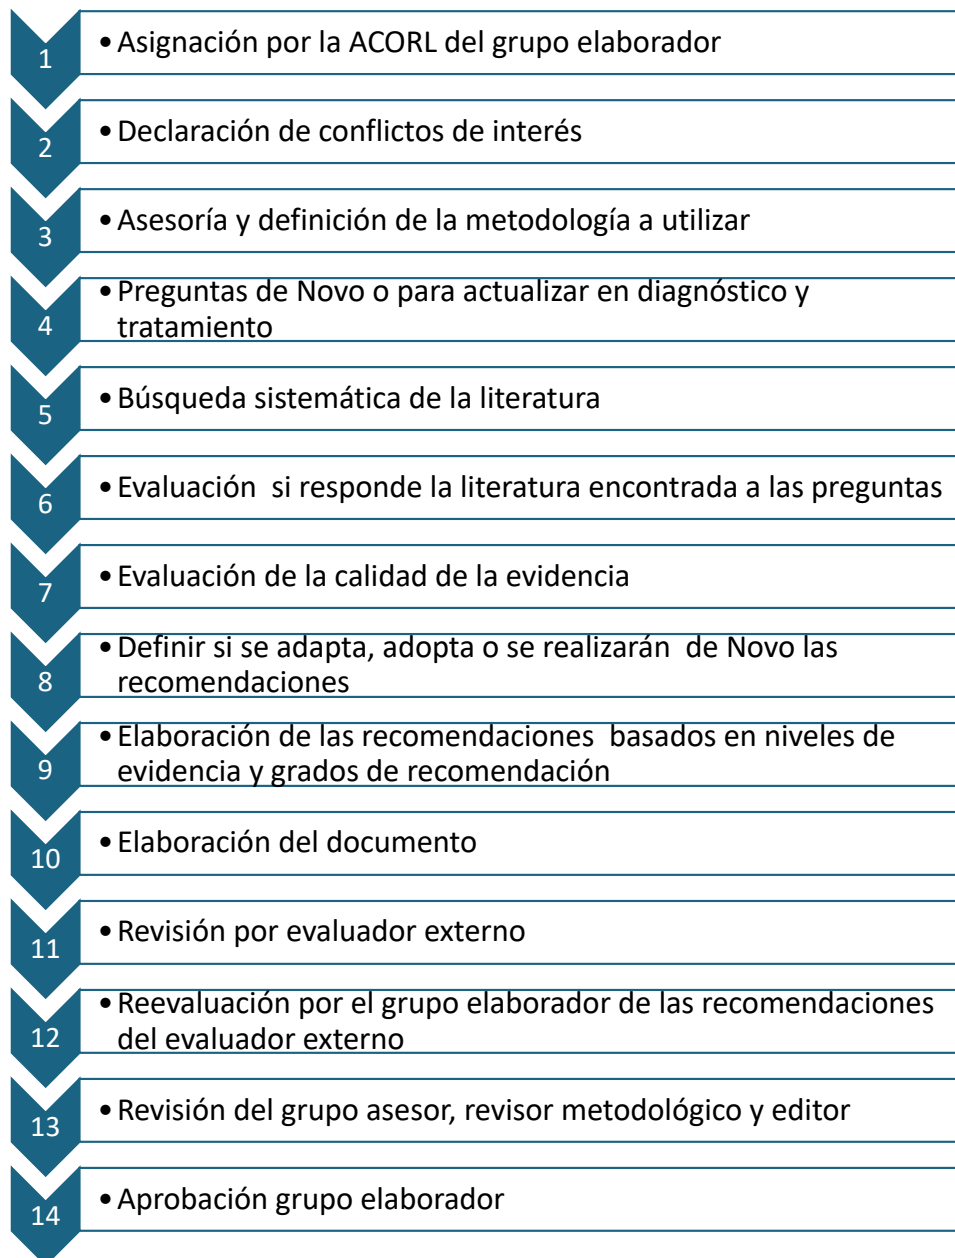 1
• Asignación por la ACORL del grupo elaborador
2
• Declaración de conflictos de interés
3
• Asesoría y definición de la metodología a utilizar
4
• Preguntas de Novo o para actualizar en diagnóstico y
tratamiento
5
• Búsqueda sistemática de la literatura
6
• Evaluación  si responde la literatura encontrada a las preguntas
7
• Evaluación de la calidad de la evidencia
8
• Definir si se adapta, adopta o se realizarán  de Novo las
recomendaciones
9
• Elaboración de las recomendaciones  basados en niveles de
evidencia y grados de recomendación
10
• Elaboración del documento
11
• Revisión por evaluador externo
12
• Reevaluación por el grupo elaborador de las recomendaciones
del evaluador externo
13
• Revisión del grupo asesor, revisor metodológico y editor
14
• Aprobación grupo elaborador